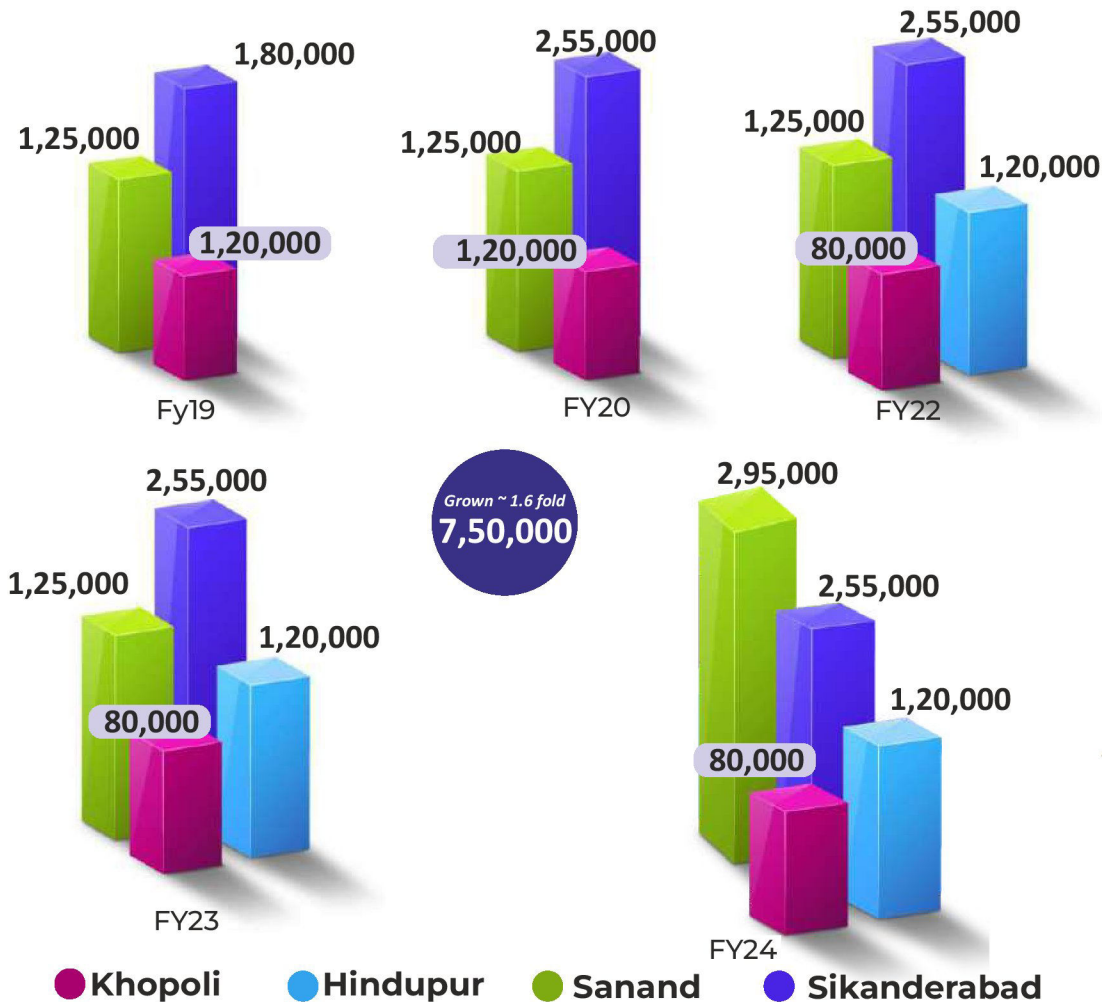 1,80,000
1,25,000
1,20,000
Fy19
2,55,000
1,25,000
1,20,000
FY20
2,55,000
1,25,000
1,20,000
80,000
FY22
2,55,000
1,25,000
1,20,000
80,000
FY23
Grown ~ 1.6 fold
7,50,000
2,95,000
2,55,000
1,20,000
80,000
FY24
Khopoli Hindupur Sanand Sikanderabad